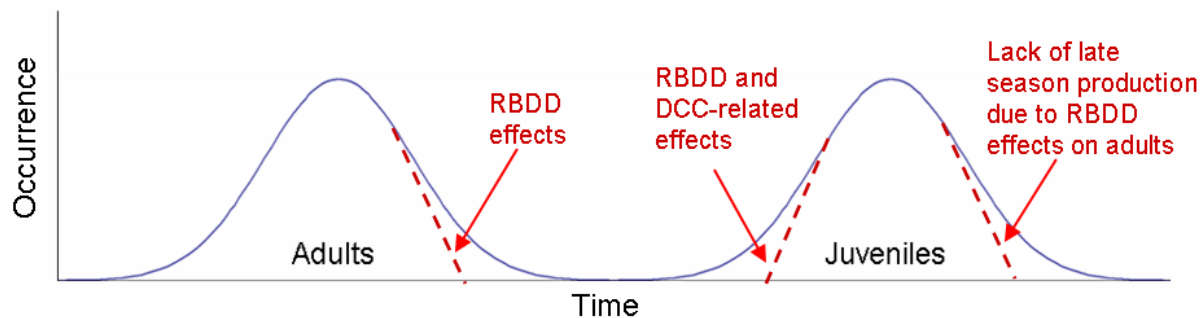 Occurrence
Adults
RBDD
effects
RBDD and
DCC-related
effects
Juveniles
Lack of late
season production
due to RBDD
effects on adults
Time